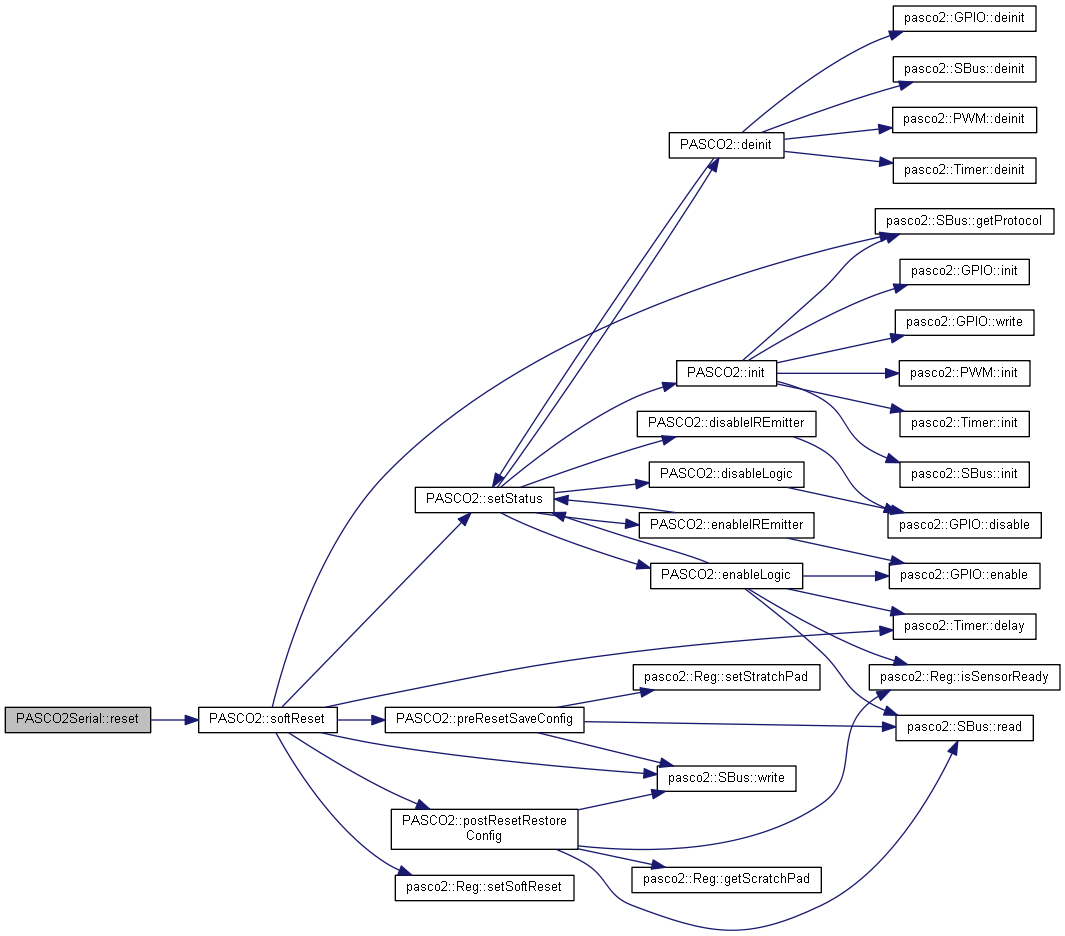 pasco2::GPIO::deinit
pasco2::SBus::deinit
pasco2::PWM::deinit
PASCO2::deinit
pasco2::Timer::deinit
pasco2::SBus::getProtocol
pasco2::GPIO::init
pasco2::GPIO::write
PASCO2::init
pasco2::PWM::init
PASCO2::disableIREmitter
pasco2::Timer::init
PASCO2::disableLogic
pasco2::SBus::init
PASCO2::setStatus
PASCO2::enableIREmitter
pasco2::GPIO::disable
PASCO2::enableLogic
pasco2::GPIO::enable
pasco2::Timer::delay
pasco2::Reg::setStratchPad
pasco2::Reg::isSensorReady
PASCO2Serial::reset
PASCO2::softReset
PASCO2::preResetSaveConfig
pasco2::SBus::read
pasco2::SBus::write
PASCO2::postResetRestore
Config
pasco2::Reg::getScratchPad
pasco2::Reg::setSoftReset